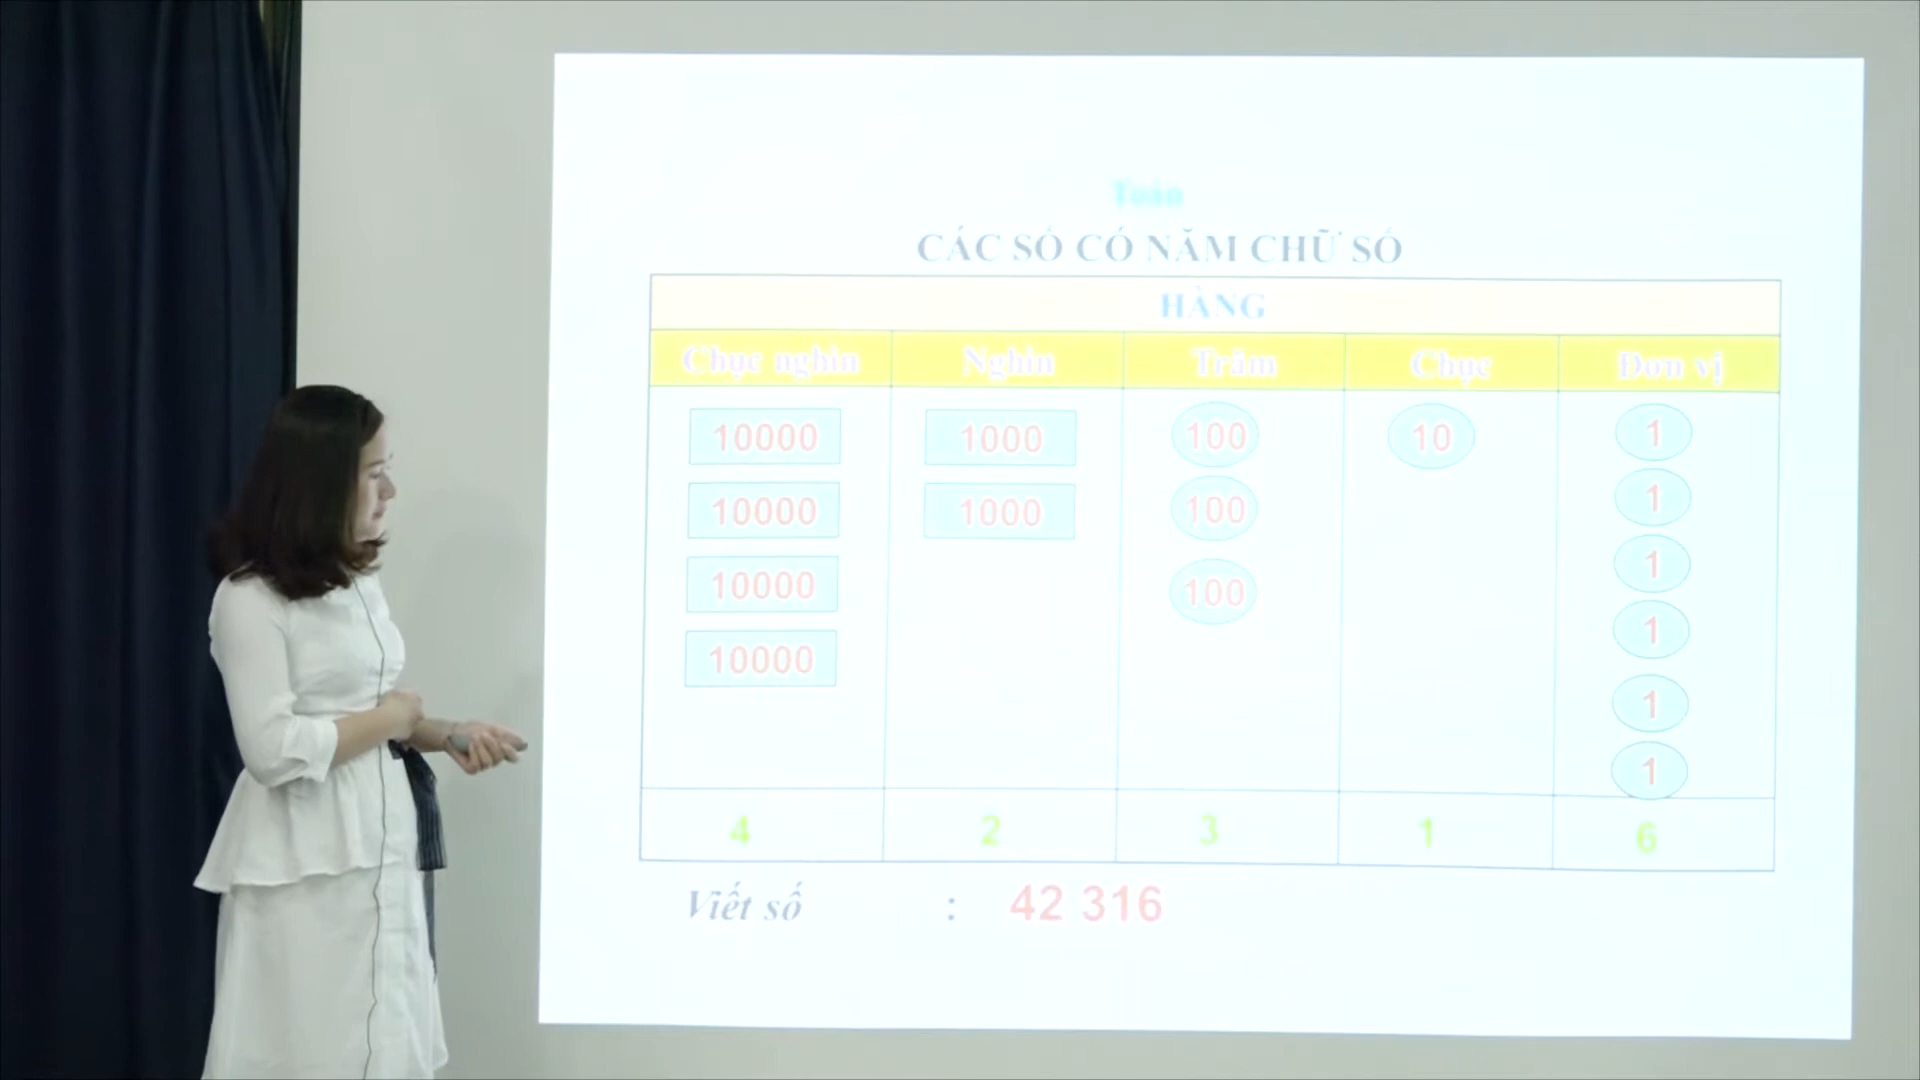 Toán
CÁC SỐ CÓ NĂM CHỮ SỐ
HÀNG
Chục nghìn Nghìn Trăm Chục Đơn vị
10000 1000 100 10 1
10000 1000 100 1
10000 100 1
10000 1
1
1
4 2 3 1 6
Viết số : 42 316